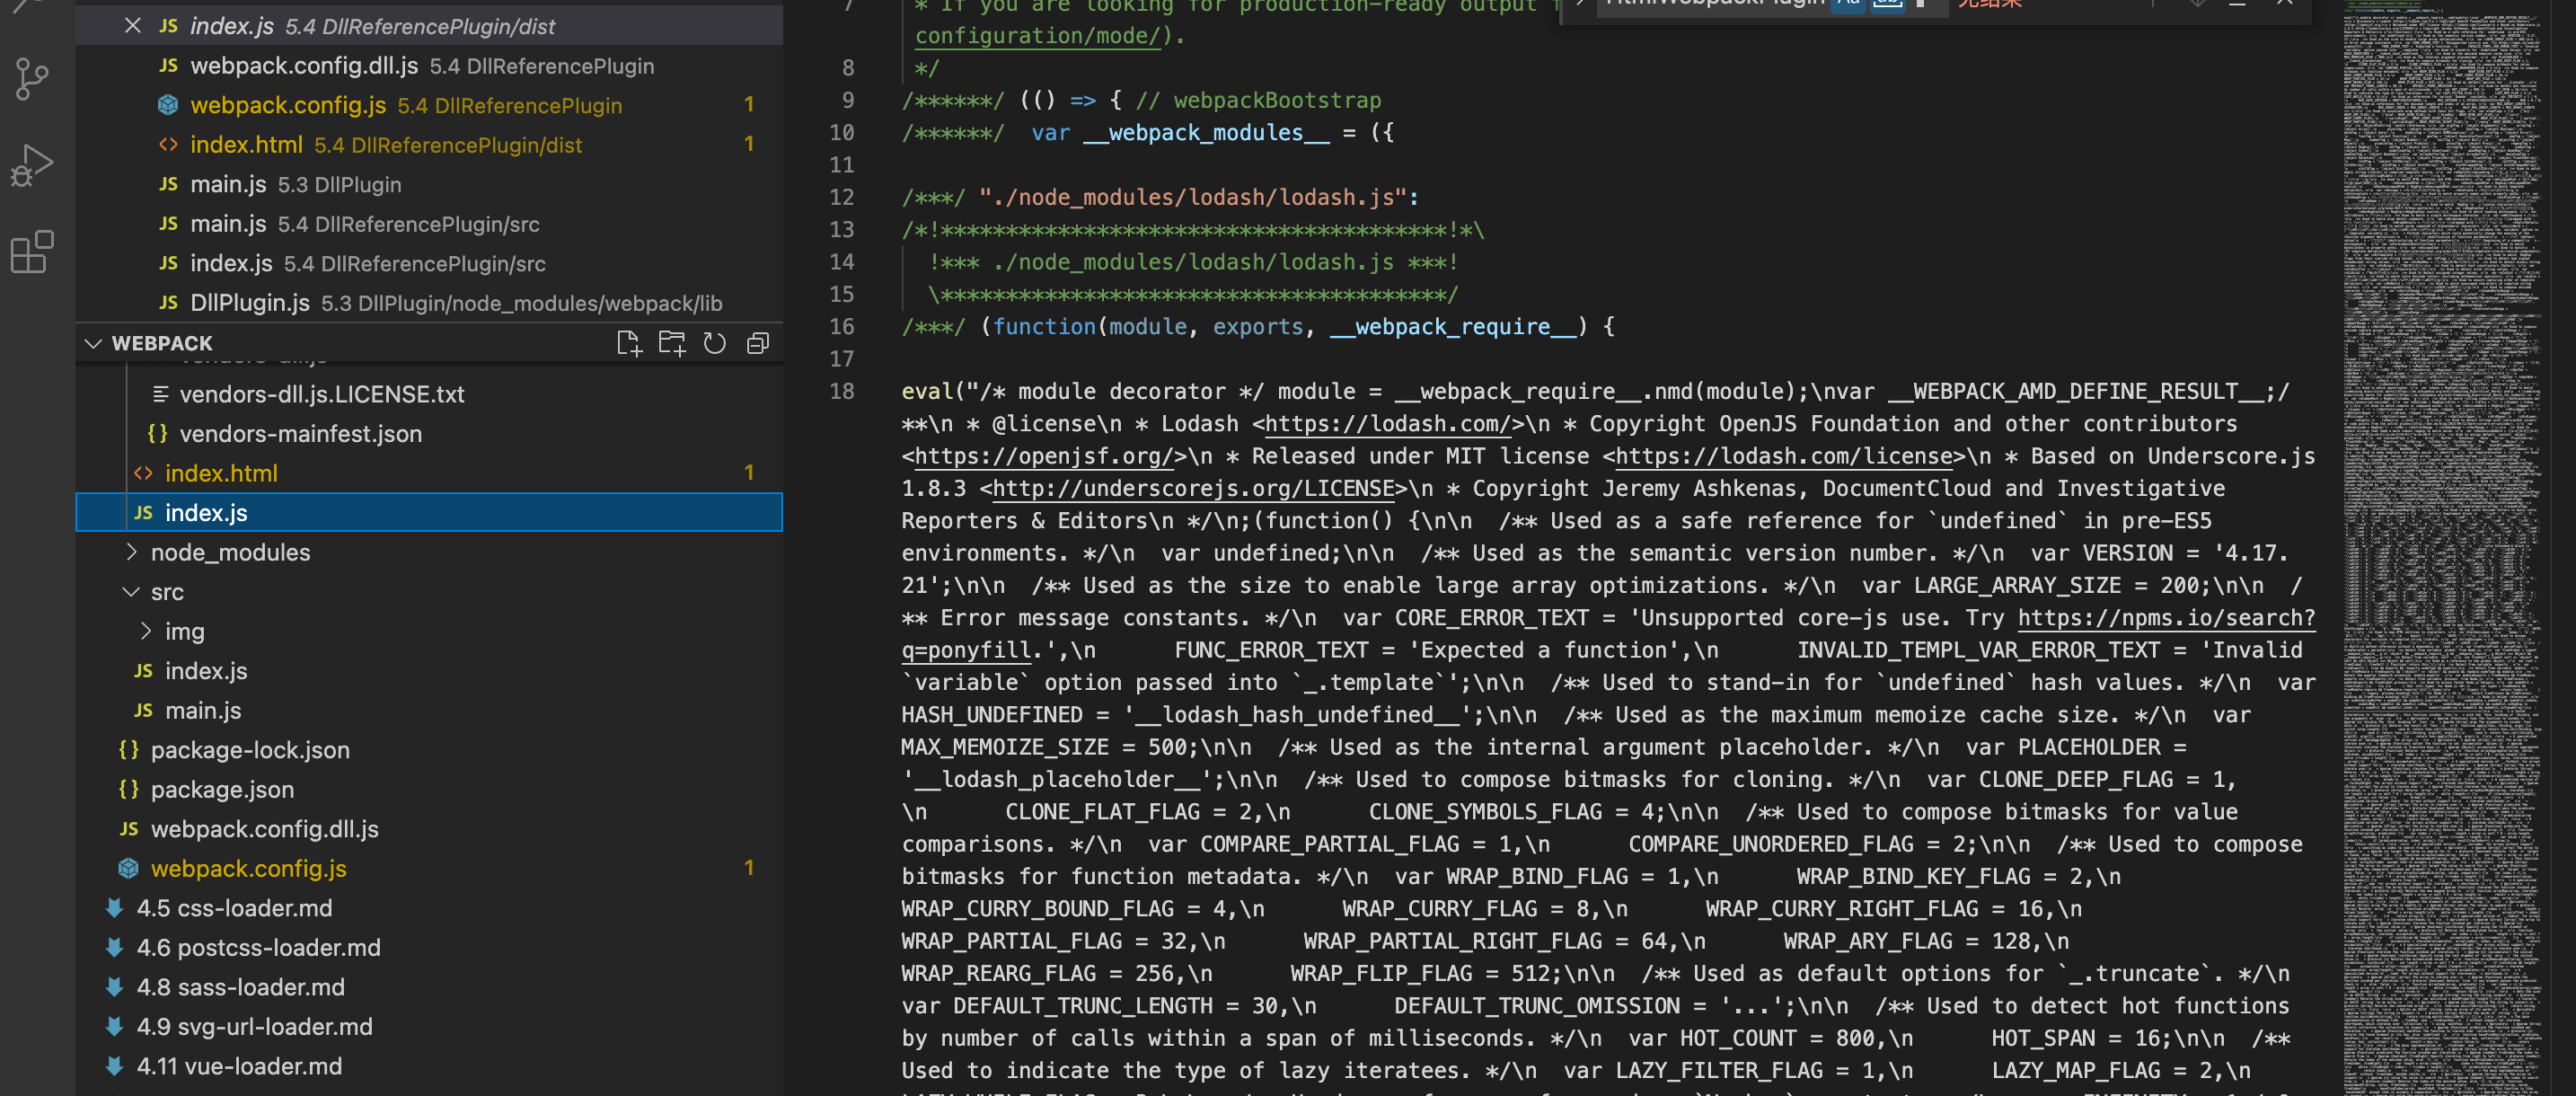 index.js 5.4 DllReferencePlugin/dist
webpack.config.dll.js 5.4 DllReferencePlugin
webpack.config.js 5.4 DllReferencePlugin 1
index.html 5.4 DllReferencePlugin/dist 1
main.js 5.3 DllPlugin
main.js 5.4 DllReferencePlugin/src
index.js 5.4 DllReferencePlugin/src
DllPlugin.js 5.3 DllPlugin/node_modules/webpack/lib
WEBPACK
vendors-dll.js
vendors-dll.js.LICENSE.txt
vendors-mainfest.json
index.html 1
index.js
node_modules
src
img
index.js
main.js
package-lock.json
package.json
webpack.config.dll.js
webpack.config.js 1
4.5 css-loader.md
4.6 postcss-loader.md
4.8 sass-loader.md
4.9 svg-url-loader.md
4.11 vue-loader.md
HtmlWebpackPlugin Aa
无结果
7 * If you are looking for production-ready output
configuration/mode/).
8 */
9 /******/ (() => { // webpackBootstrap
10 /******/ var __webpack_modules__ = ({
11
12 /***/ "./node_modules/lodash/lodash.js":
13 /*!***************************************!*\
14 !*** ./node_modules/lodash/lodash.js ***!
15 \***************************************/
16 /***/ (function(module, exports, __webpack_require__) {
17
18 eval("/* module decorator */ module = __webpack_require__.nmd(module);\nvar __WEBPACK_AMD_DEFINE_RESULT__;/
**\n * @license\n * Lodash <https://lodash.com/>\n * Copyright OpenJS Foundation and other contributors
<https://openjsf.org/>\n * Released under MIT license <https://lodash.com/license>\n * Based on Underscore.js
1.8.3 <http://underscorejs.org/LICENSE>\n * Copyright Jeremy Ashkenas, DocumentCloud and Investigative
Reporters & Editors\n */\n;(function() {\n\n  /** Used as a safe reference for `undefined` in pre-ES5
environments. */\n  var undefined;\n\n  /** Used as the semantic version number. */\n  var VERSION = '4.17.
21';\n\n  /** Used as the size to enable large array optimizations. */\n  var LARGE_ARRAY_SIZE = 200;\n\n  /
** Error message constants. */\n  var CORE_ERROR_TEXT = 'Unsupported core-js use. Try https://npms.io/search?
q=ponyfill.',\n      FUNC_ERROR_TEXT = 'Expected a function',\n      INVALID_TEMPL_VAR_ERROR_TEXT = 'Invalid
`variable` option passed into `_.template`';\n\n  /** Used to stand-in for `undefined` hash values. */\n  var
HASH_UNDEFINED = '__lodash_hash_undefined__';\n\n  /** Used as the maximum memoize cache size. */\n  var
MAX_MEMOIZE_SIZE = 500;\n\n  /** Used as the internal argument placeholder. */\n  var PLACEHOLDER =
'__lodash_placeholder__';\n\n  /** Used to compose bitmasks for cloning. */\n  var CLONE_DEEP_FLAG = 1,
\n      CLONE_FLAT_FLAG = 2,\n      CLONE_SYMBOLS_FLAG = 4;\n\n  /** Used to compose bitmasks for value
comparisons. */\n  var COMPARE_PARTIAL_FLAG = 1,\n      COMPARE_UNORDERED_FLAG = 2;\n\n  /** Used to compose
bitmasks for function metadata. */\n  var WRAP_BIND_FLAG = 1,\n      WRAP_BIND_KEY_FLAG = 2,\n
WRAP_CURRY_BOUND_FLAG = 4,\n      WRAP_CURRY_FLAG = 8,\n      WRAP_CURRY_RIGHT_FLAG = 16,\n
WRAP_PARTIAL_FLAG = 32,\n      WRAP_PARTIAL_RIGHT_FLAG = 64,\n      WRAP_ARY_FLAG = 128,\n
WRAP_REARG_FLAG = 256,\n      WRAP_FLIP_FLAG = 512;\n\n  /** Used as default options for `_.truncate`. */\n
var DEFAULT_TRUNC_LENGTH = 30,\n      DEFAULT_TRUNC_OMISSION = '...';\n\n  /** Used to detect hot functions
by number of calls within a span of milliseconds. */\n  var HOT_COUNT = 800,\n      HOT_SPAN = 16;\n\n  /**
Used to indicate the type of lazy iteratees. */\n  var LAZY_FILTER_FLAG = 1,\n      LAZY_MAP_FLAG = 2,\n